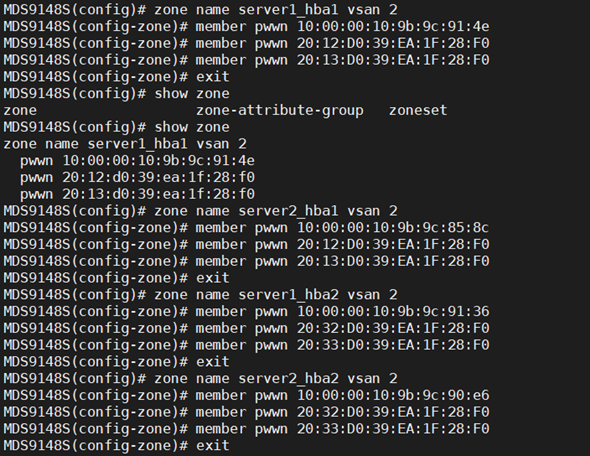 MDS9148S(config)# zone name server1_hba1 vsan 2
MDS9148S(config-zone)# member pwwn 10:00:00:10:9b:9c:91:4e
MDS9148S(config-zone)# member pwwn 20:12:D0:39:EA:1F:28:F0
MDS9148S(config-zone)# member pwwn 20:13:D0:39:EA:1F:28:F0
MDS9148S(config-zone)# exit
MDS9148S(config)# show zone
zone zone-attribute-group zoneset
MDS9148S(config)# show zone
zone name server1_hba1 vsan 2
  pwwn 10:00:00:10:9b:9c:91:4e
  pwwn 20:12:d0:39:ea:1f:28:f0
  pwwn 20:13:d0:39:ea:1f:28:f0
MDS9148S(config)# zone name server2_hba1 vsan 2
MDS9148S(config-zone)# member pwwn 10:00:00:10:9b:9c:85:8c
MDS9148S(config-zone)# member pwwn 20:12:D0:39:EA:1F:28:F0
MDS9148S(config-zone)# member pwwn 20:13:D0:39:EA:1F:28:F0
MDS9148S(config-zone)# exit
MDS9148S(config)# zone name server1_hba2 vsan 2
MDS9148S(config-zone)# member pwwn 10:00:00:10:9b:9c:91:36
MDS9148S(config-zone)# member pwwn 20:32:D0:39:EA:1F:28:F0
MDS9148S(config-zone)# member pwwn 20:33:D0:39:EA:1F:28:F0
MDS9148S(config-zone)# exit
MDS9148S(config)# zone name server2_hba2 vsan 2
MDS9148S(config-zone)# member pwwn 10:00:00:10:9b:9c:90:e6
MDS9148S(config-zone)# member pwwn 20:32:D0:39:EA:1F:28:F0
MDS9148S(config-zone)# member pwwn 20:33:D0:39:EA:1F:28:F0
MDS9148S(config-zone)# exit